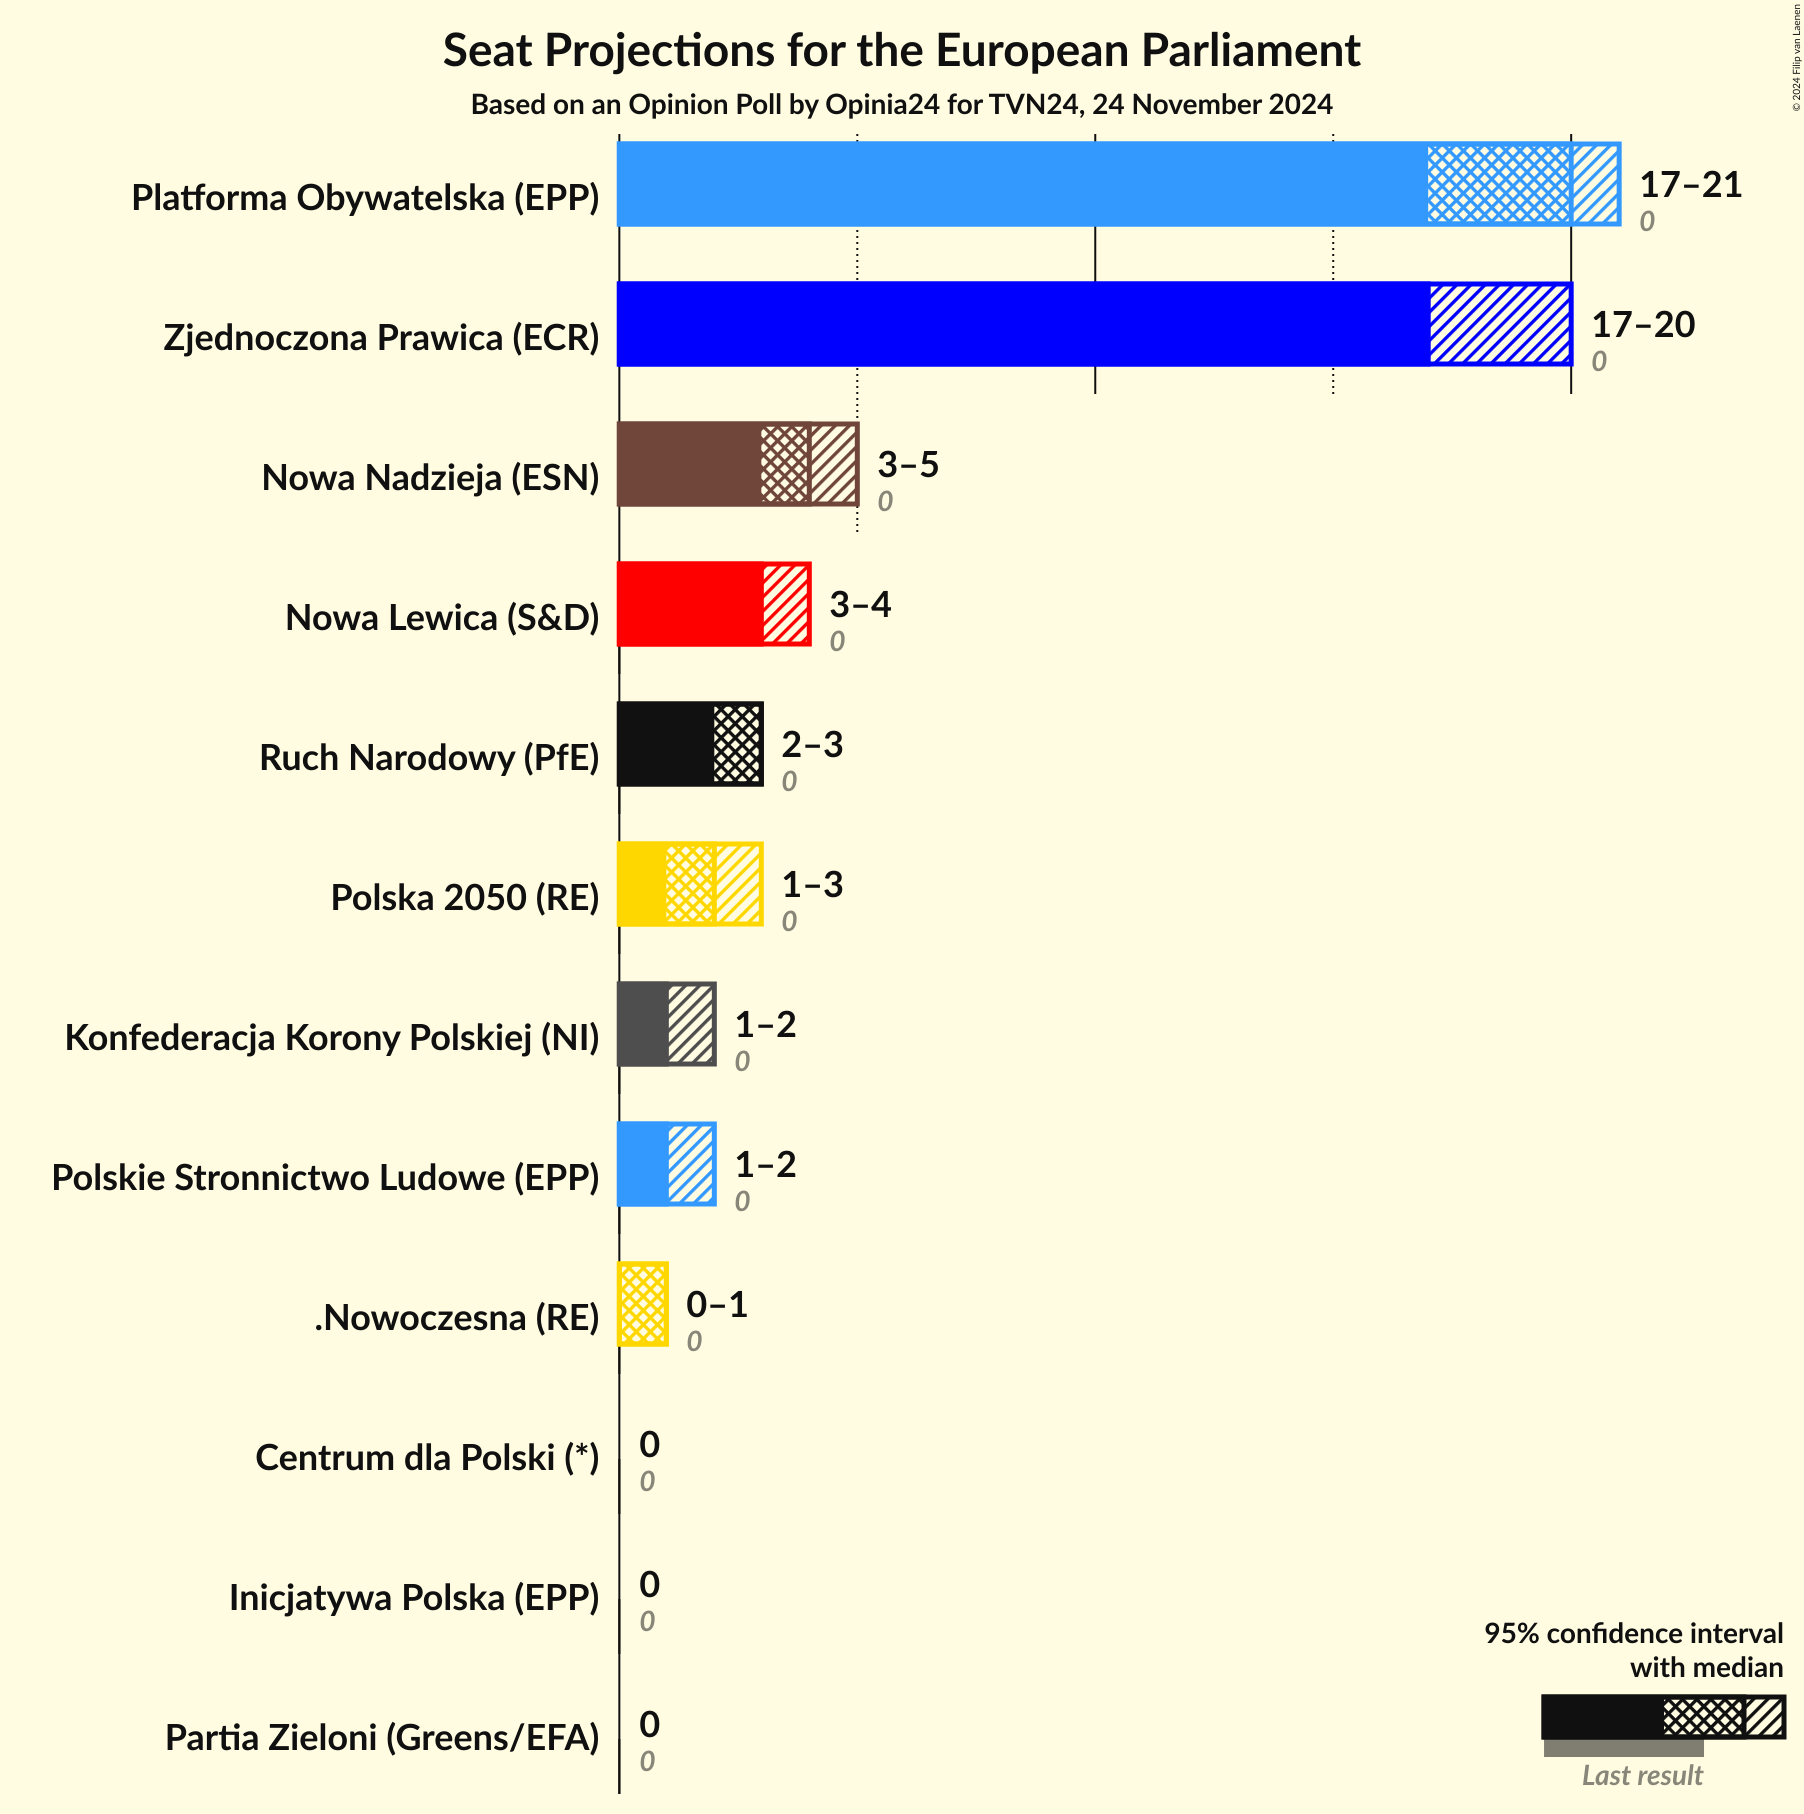 Seat Projections for the European Parliament
Based on an Opinion Poll by Opinia24 for TVN24, 24 November 2024
© 2024 Filip van Laenen
Platforma Obywatelska (EPP)
17–21
0
Zjednoczona Prawica (ECR)
17–20
0
Nowa Nadzieja (ESN)
3–5
0
Nowa Lewica (S&D)
3–4
0
Ruch Narodowy (PfE)
2–3
0
Polska 2050 (RE)
1–3
0
Konfederacja Korony Polskiej (NI)
1–2
0
Polskie Stronnictwo Ludowe (EPP)
1–2
0
.Nowoczesna (RE)
0–1
0
Centrum dla Polski (*)
0
0
Inicjatywa Polska (EPP)
0
0
Partia Zieloni (Greens/EFA)
0
0
95% confidence interval
with median
Last result